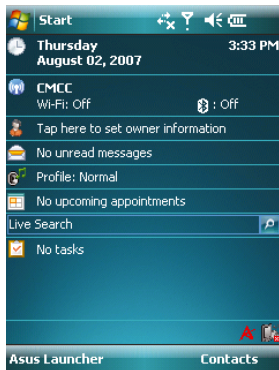 Start
Thursday 3:33 PM
August 02, 2007
CMCC
Wi-Fi: Off : Off
Tap here to set owner information
No unread messages
Profile: Normal
No upcoming appointments
Live Search
No tasks
Asus Launcher Contacts